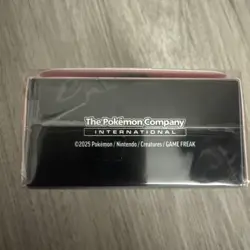 The Pokémon Company
INTERNATIONAL
©2025 Pokémon / Nintendo / Creatures / GAME FREAK